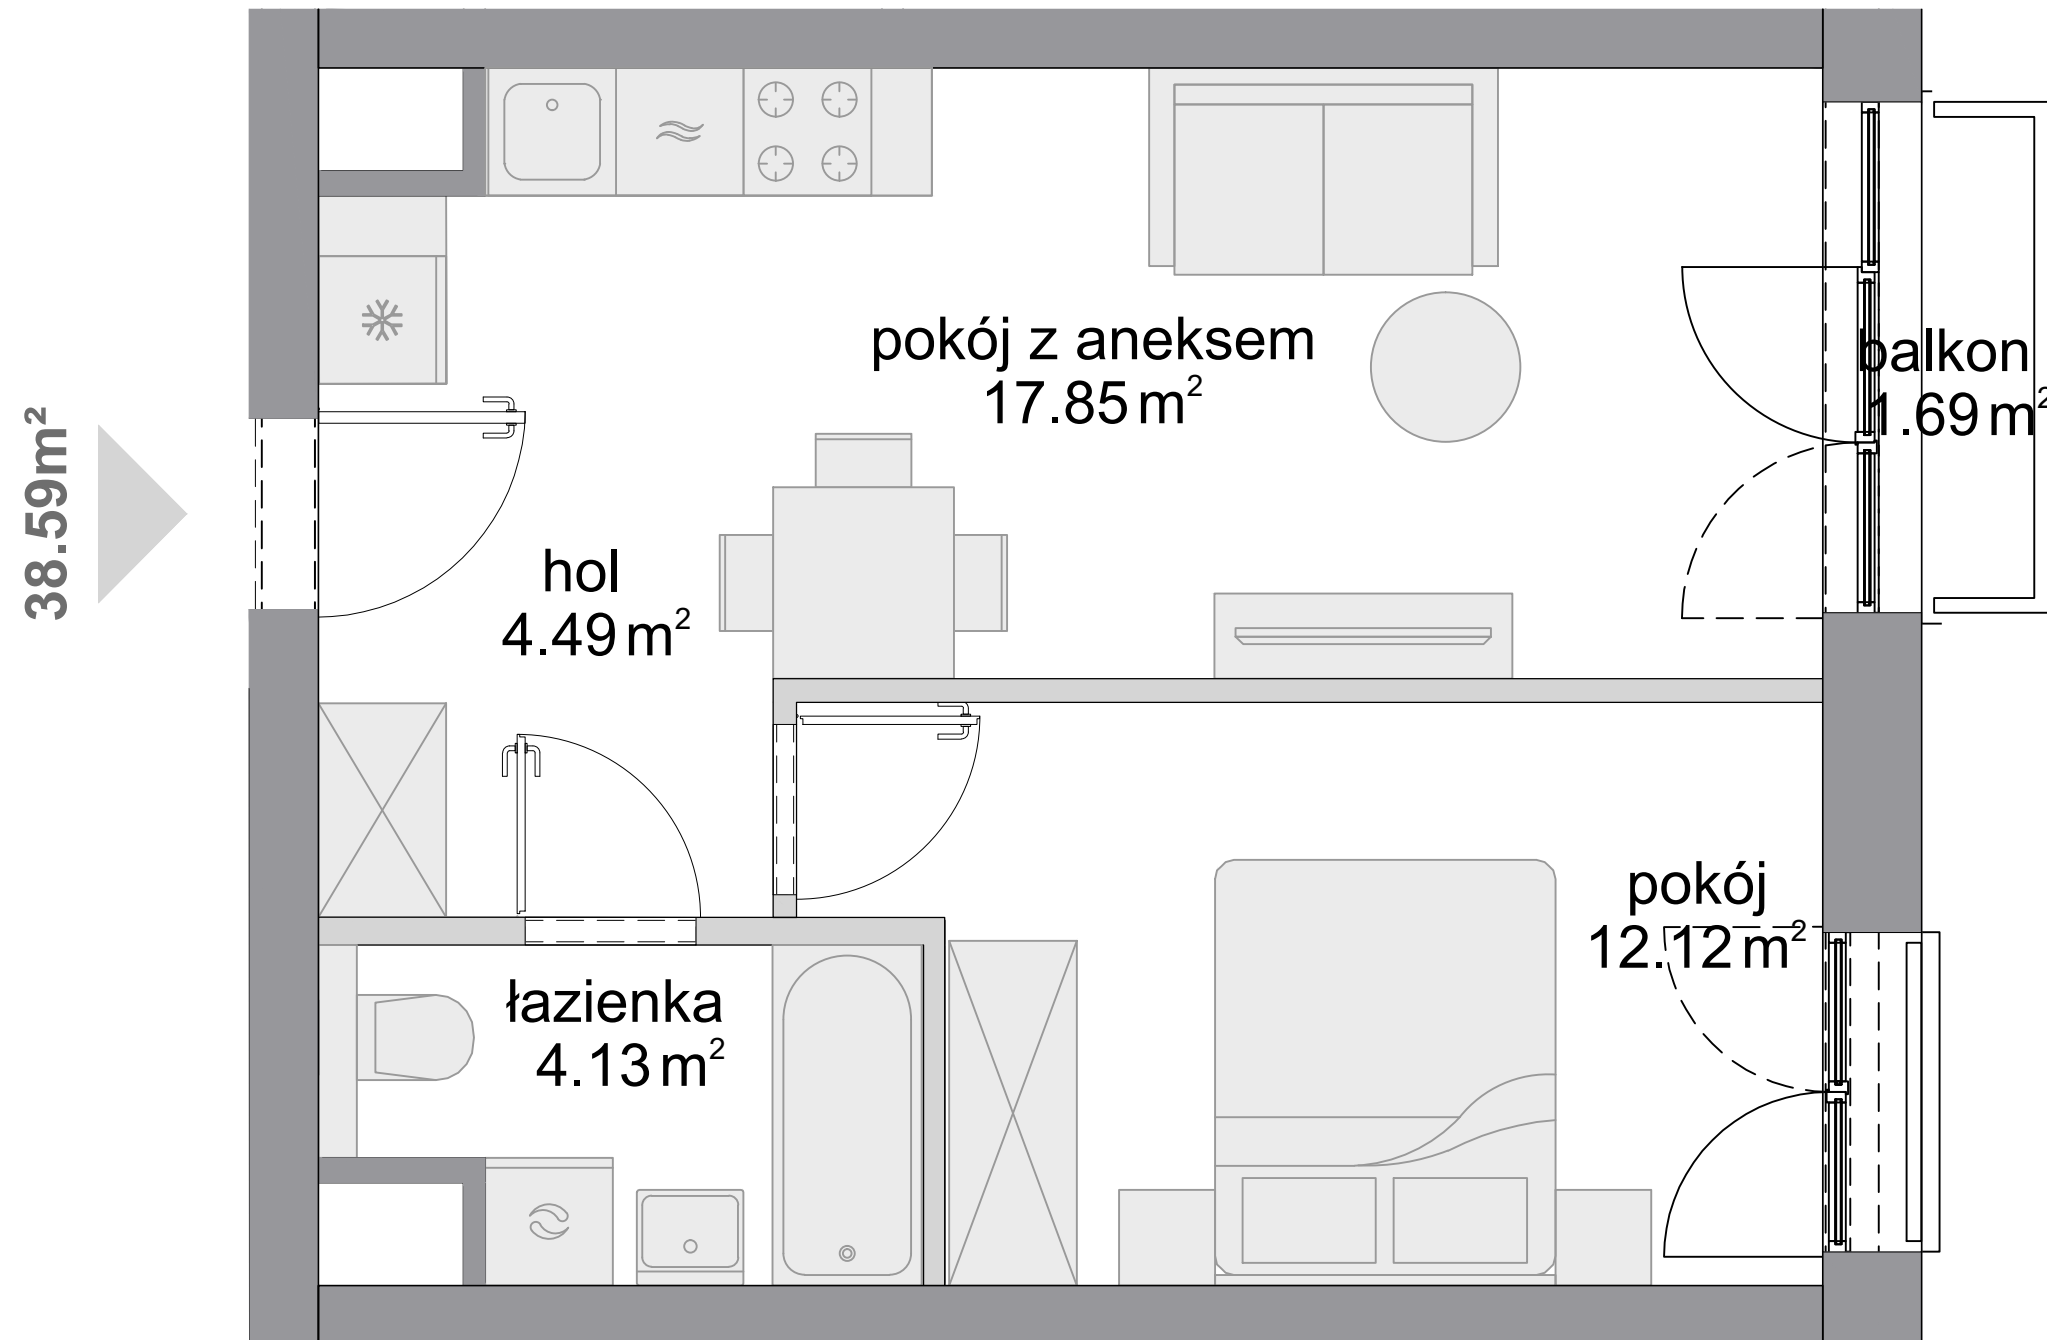 38.59m²
pokój z aneksem
17.85 m²
balkon
1.69 m²
hol
4.49 m²
pokój
12.12 m²
łazienka
4.13 m²